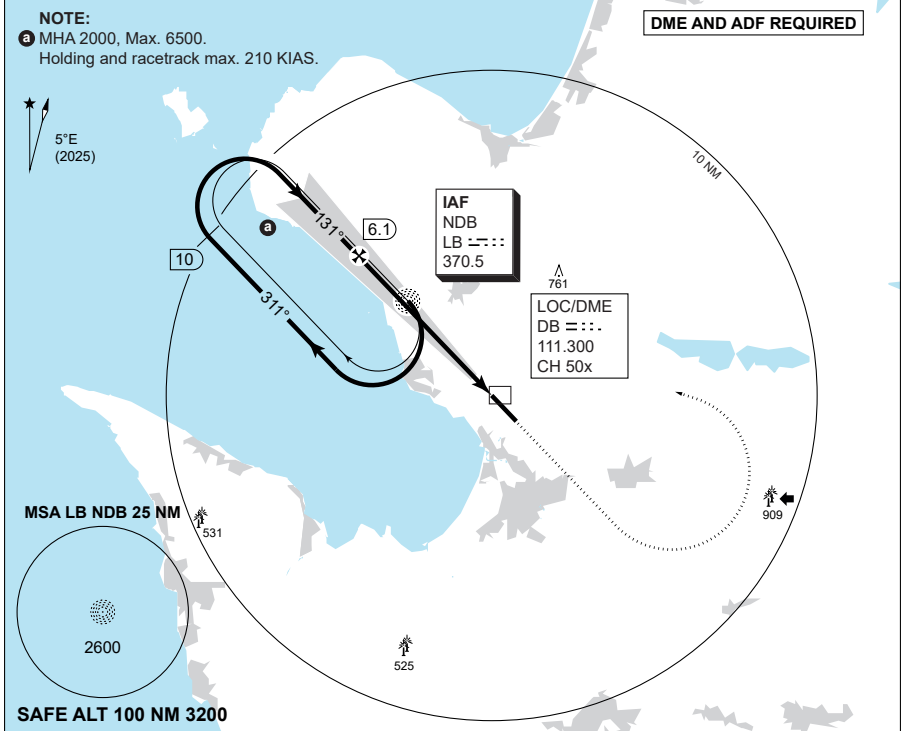 NOTE:
a MHA 2000, Max. 6500.
Holding and racetrack max. 210 KIAS.
DME AND ADF REQUIRED
5°E
(2025)
10 NM
131°
6.1
a
10
311°
IAF
NDB
LB
370.5
761
LOC/DME
DB
111.300
CH 50x
MSA LB NDB 25 NM
531
909
2600
525
SAFE ALT 100 NM 3200